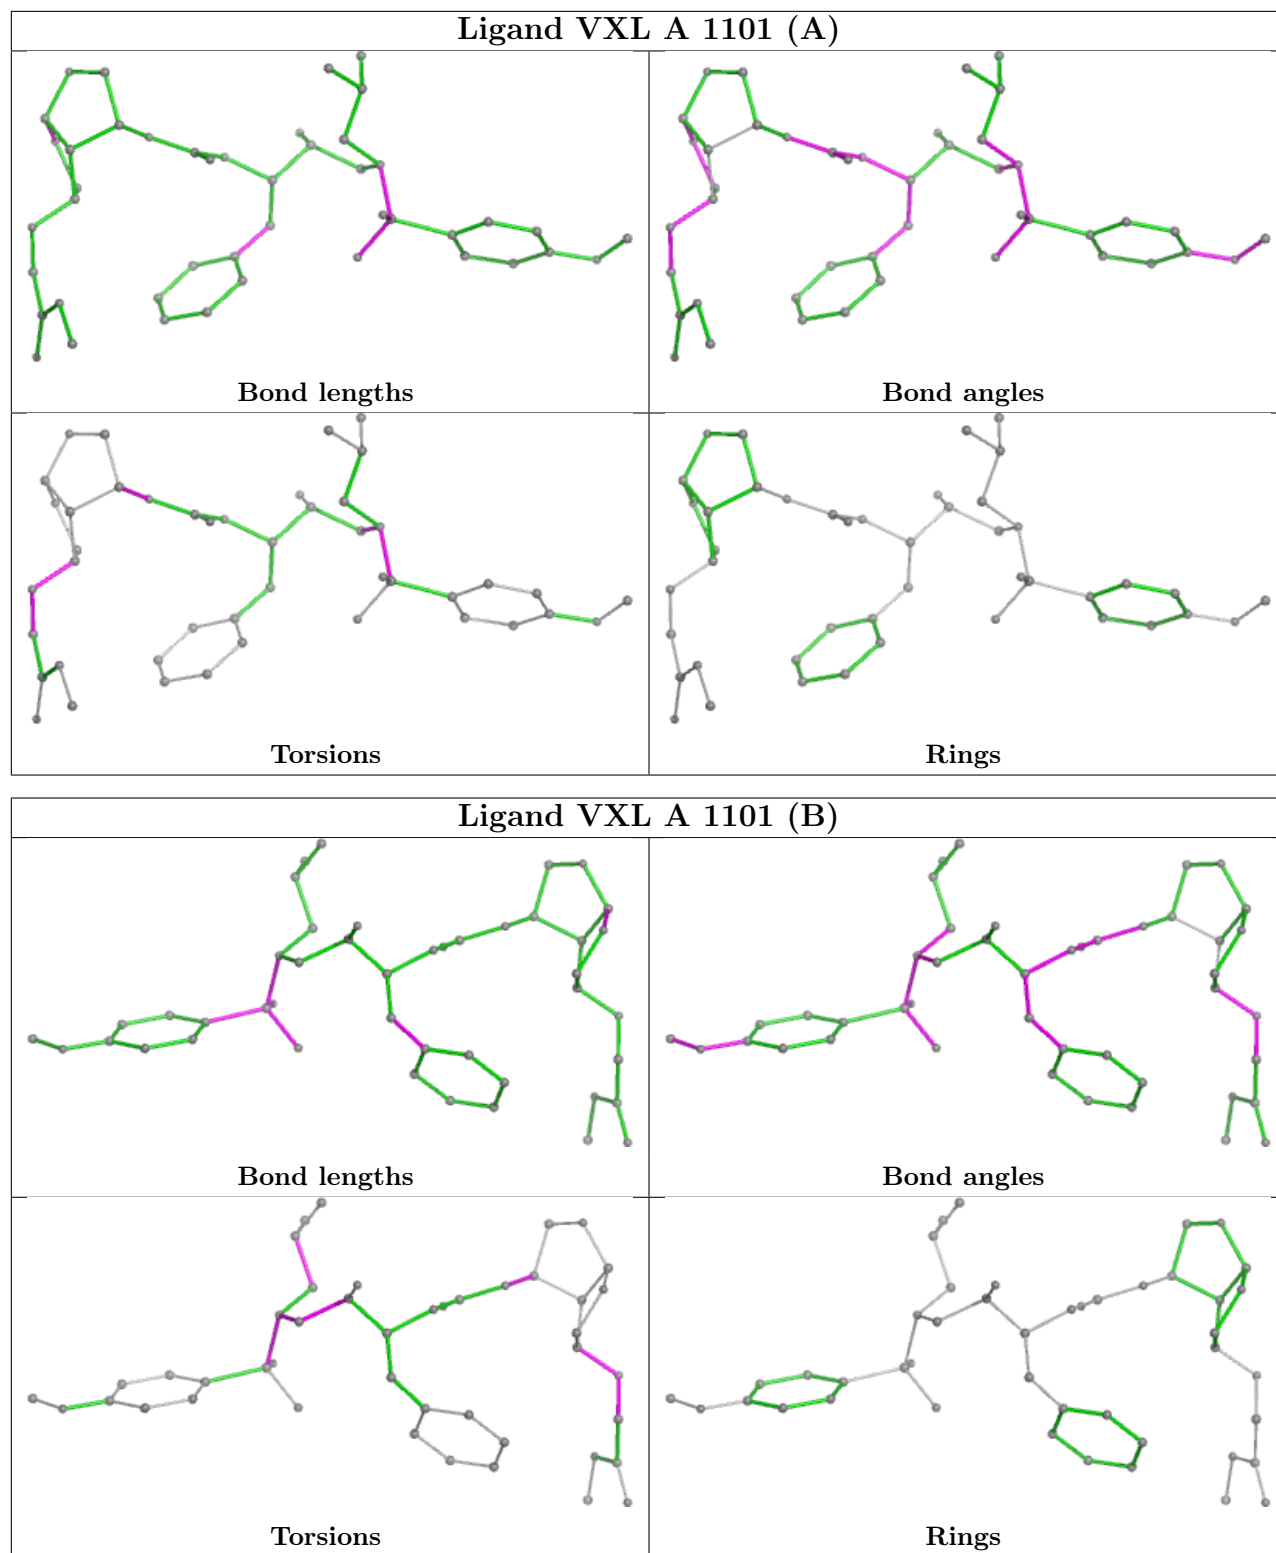 Ligand VXL A 1101 (A)
Bond lengths
Bond angles
Torsions
Rings
Ligand VXL A 1101 (B)
Bond lengths
Bond angles
Torsions
Rings